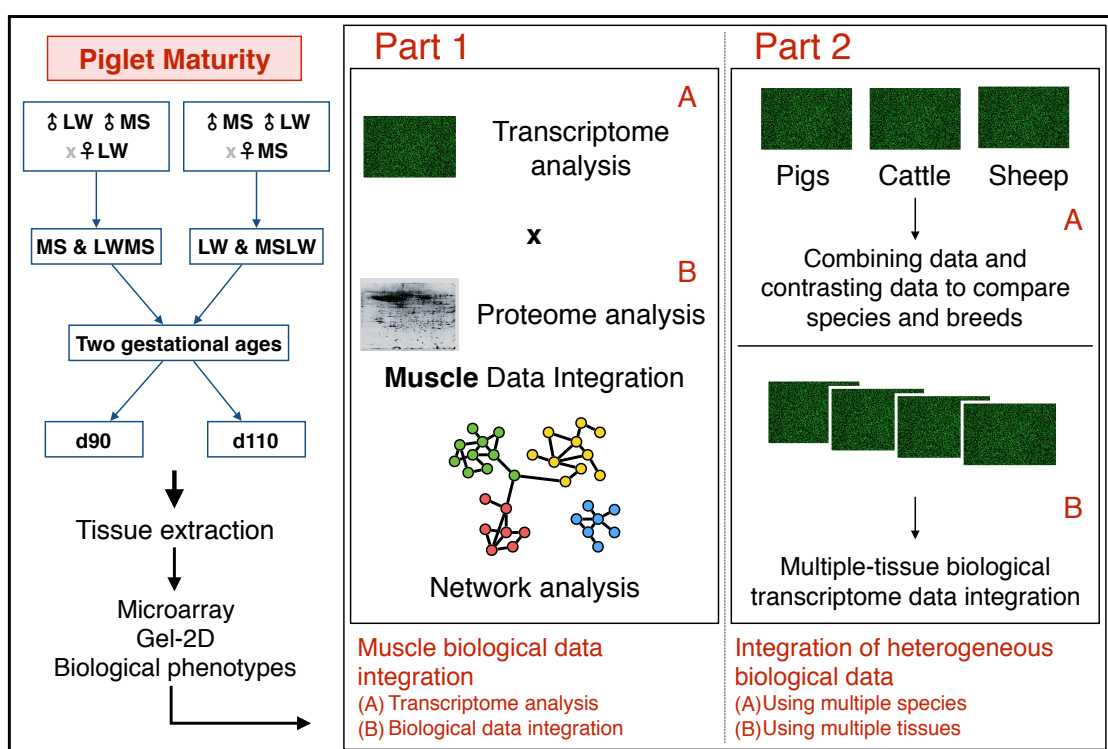 Piglet Maturity
♂LW ♂MS
x♀LW
♂MS ♂LW
x♀MS
MS & LWMS
LW & MSLW
Two gestational ages
d90
d110
Tissue extraction
Microarray
Gel-2D
Biological phenotypes
Part 1
A
Transcriptome
analysis
x
B
Proteome analysis
Muscle Data Integration
Network analysis
Muscle biological data
integration
(A) Transcriptome analysis
(B) Biological data integration
Part 2
Pigs
Cattle
Sheep
A
Combining data and
contrasting data to compare
species and breeds
B
Multiple-tissue biological
transcriptome data integration
Integration of heterogeneous
biological data
(A) Using multiple species
(B) Using multiple tissues